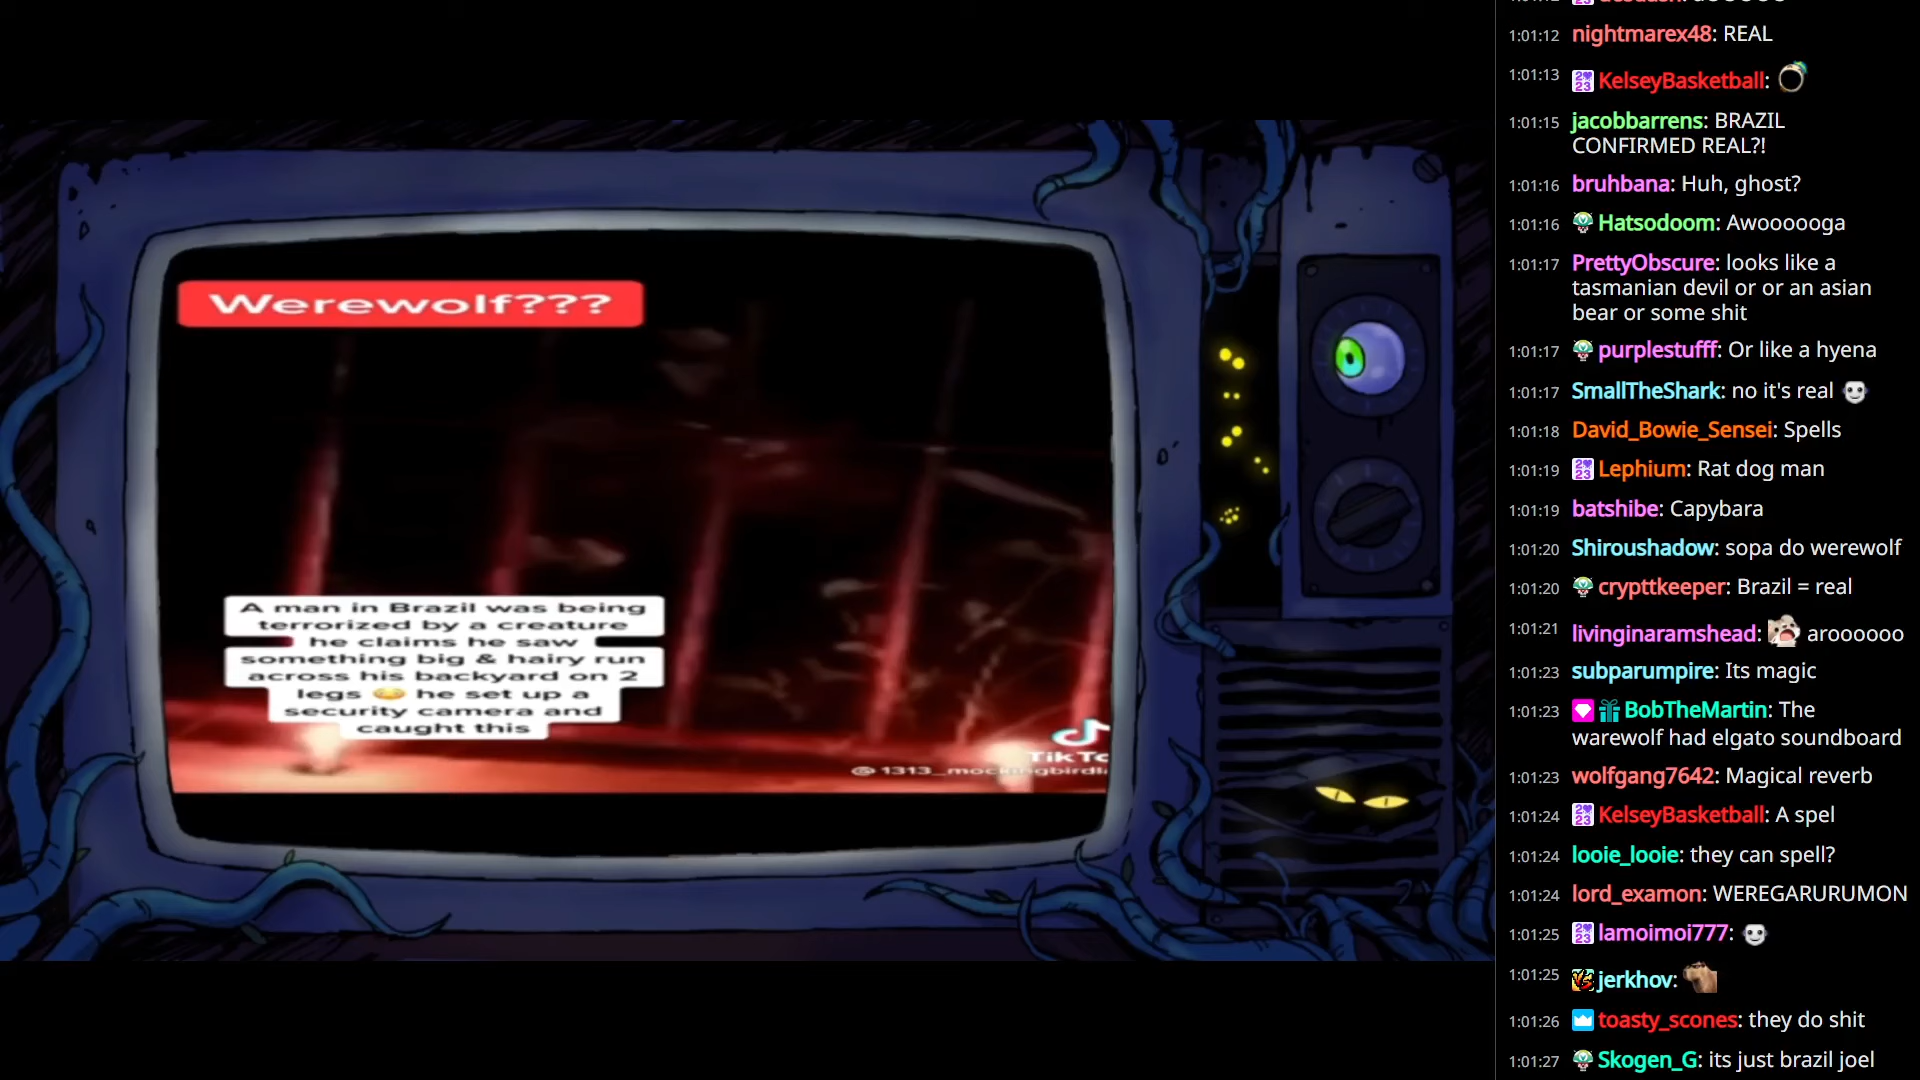 Werewolf???
A man in Brazil was being
terrorized by a creature
he claims he saw
something big & hairy run
across his backyard on 2
legs 😳 he set up a
security camera and
caught this
TikTo
@1313_mockingbirdl
1:01:12 nightmarex48: REAL
1:01:13 KelseyBasketball:
1:01:15 jacobbarrens: BRAZIL
CONFIRMED REAL?!
1:01:16 bruhbana: Huh, ghost?
1:01:16 Hatsodoom: Awoooooga
1:01:17 PrettyObscure: looks like a
tasmanian devil or or an asian
bear or some shit
1:01:17 purplestufff: Or like a hyena
1:01:17 SmallTheShark: no it's real
1:01:18 David_Bowie_Sensei: Spells
1:01:19 Lephium: Rat dog man
1:01:19 batshibe: Capybara
1:01:20 Shiroushadow: sopa do werewolf
1:01:20 crypttkeeper: Brazil = real
1:01:21 livinginaramshead: aroooooo
1:01:23 subparumpire: Its magic
1:01:23 BobTheMartin: The
warewolf had elgato soundboard
1:01:23 wolfgang7642: Magical reverb
1:01:24 KelseyBasketball: A spel
1:01:24 looie_looie: they can spell?
1:01:24 lord_examon: WEREGARURUMON
1:01:25 lamoimoi777:
1:01:25 jerkhov:
1:01:26 toasty_scones: they do shit
1:01:27 Skogen_G: its just brazil joel